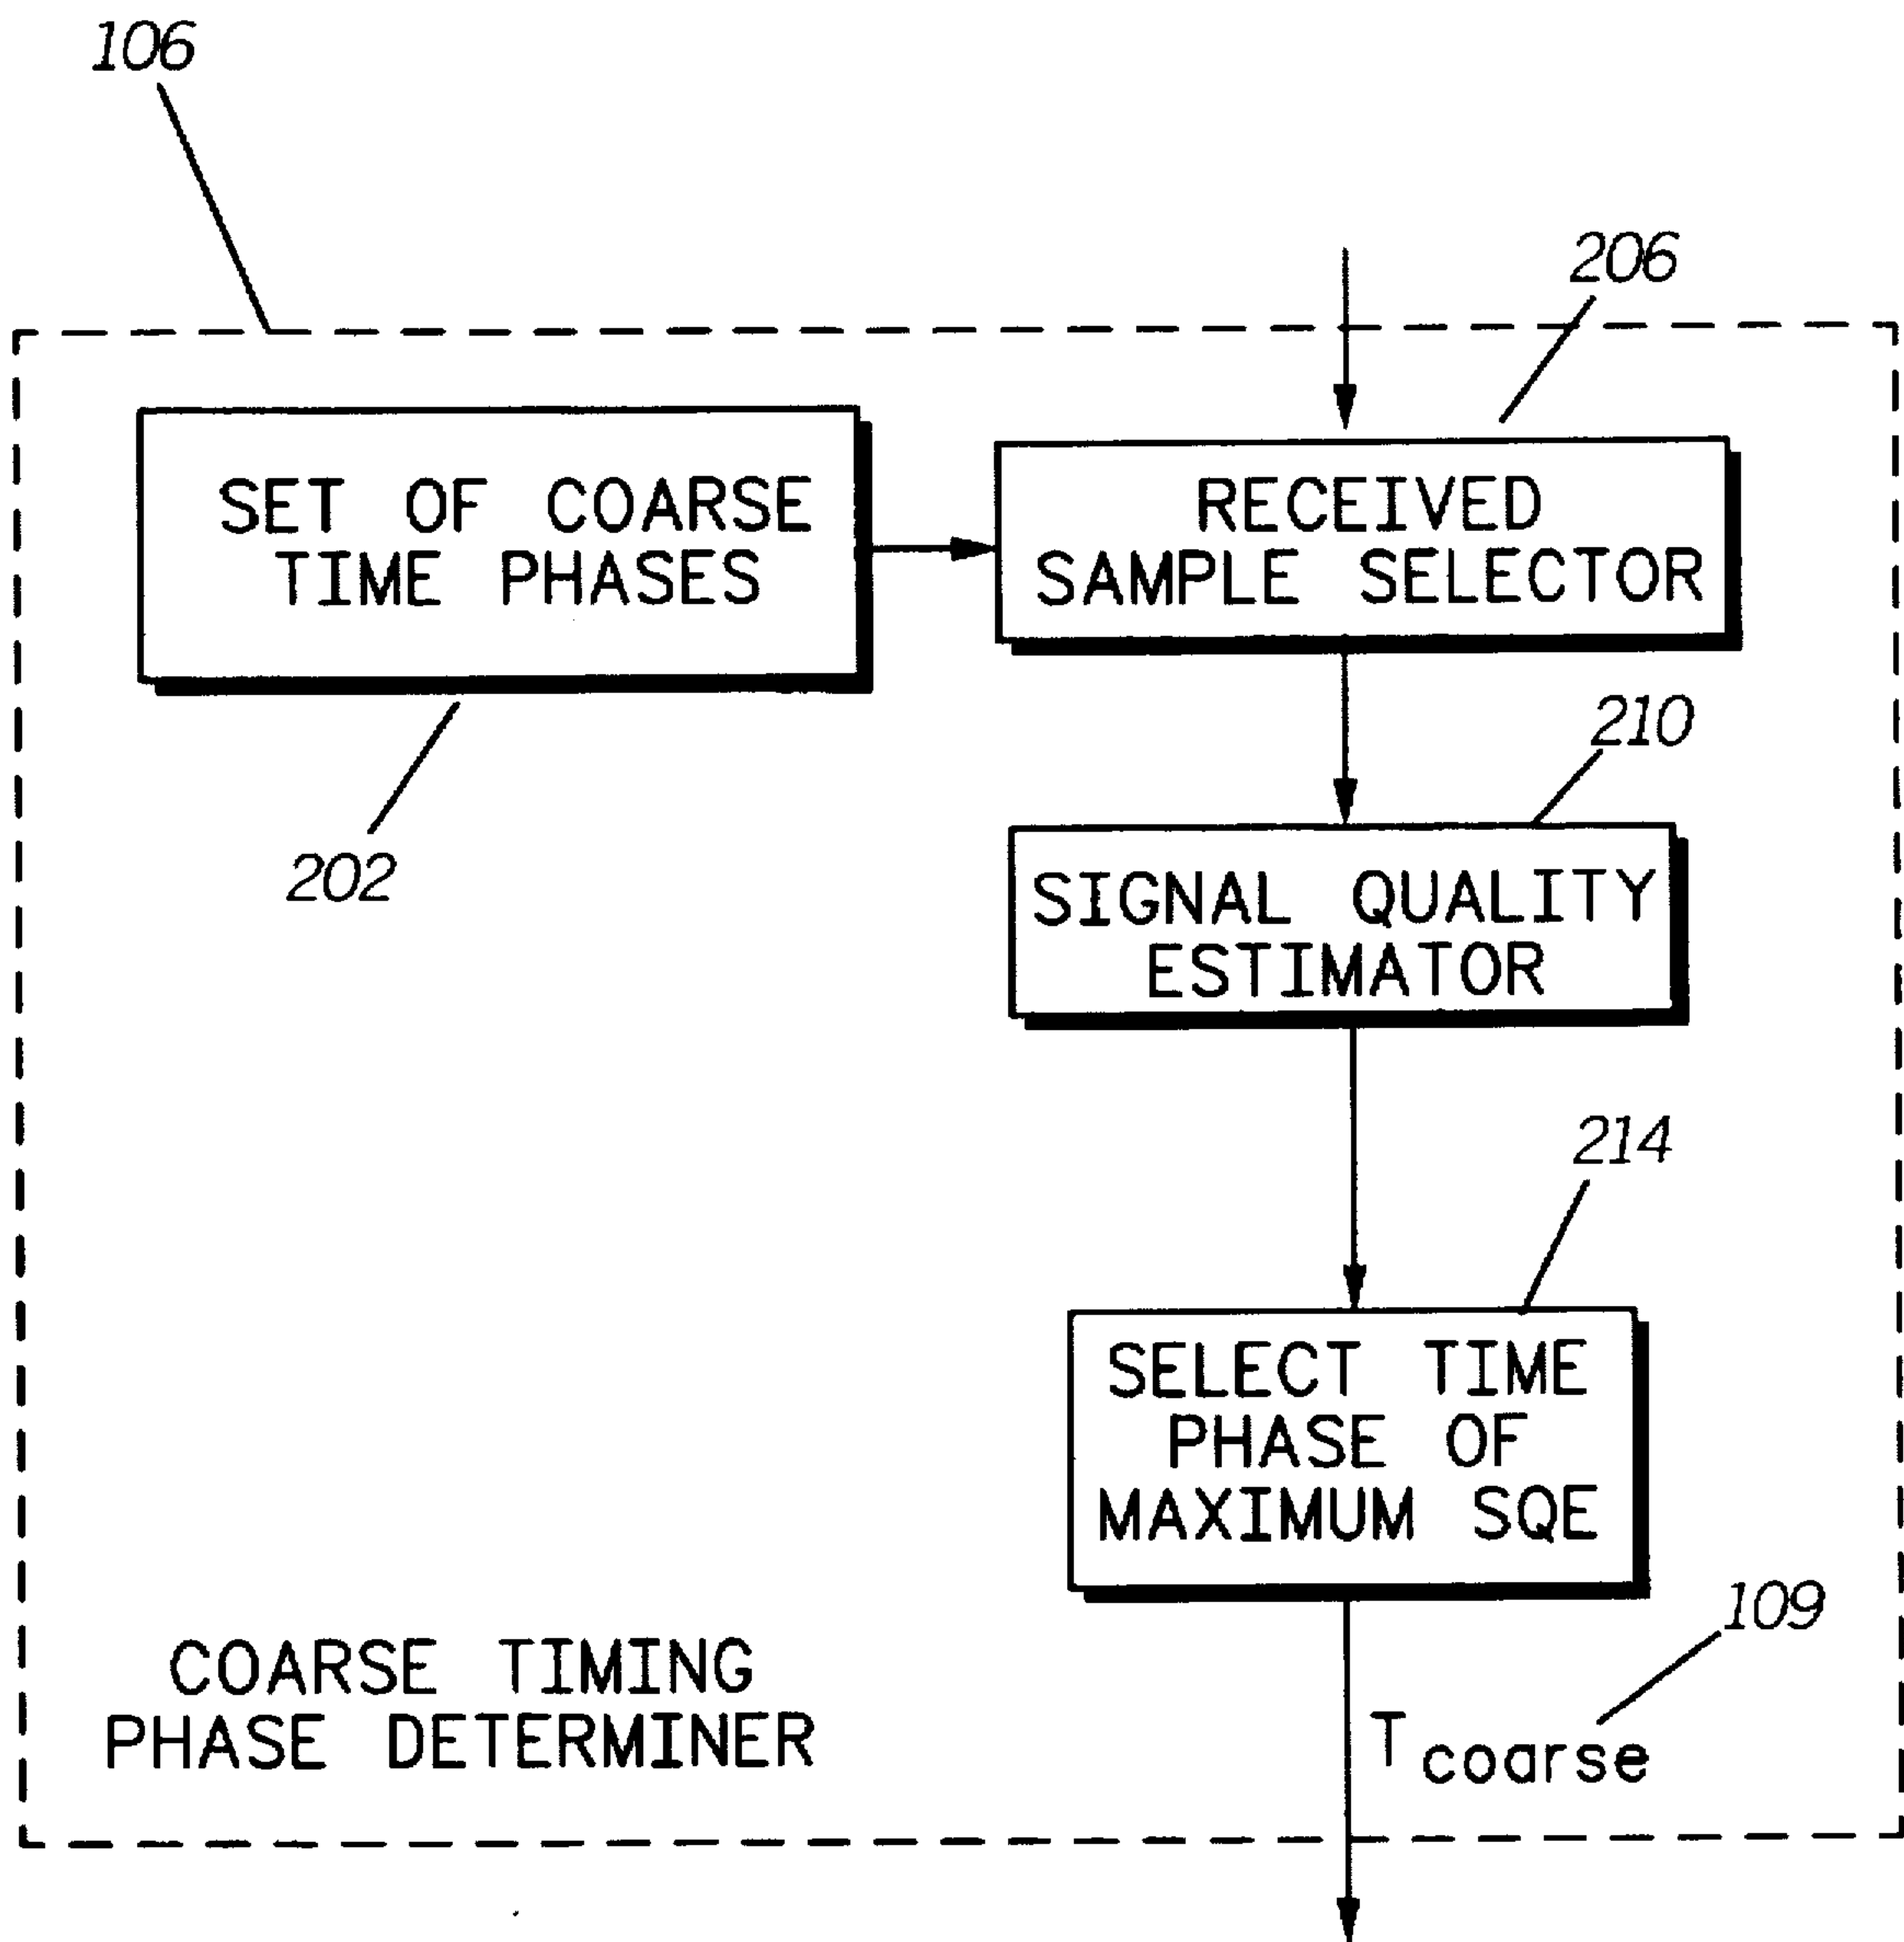 106
206
SET OF COARSE
TIME PHASES
RECEIVED
SAMPLE SELECTOR
202
210
SIGNAL QUALITY
ESTIMATOR
214
SELECT TIME
PHASE OF
MAXIMUM SQE
109
COARSE TIMING
PHASE DETERMINER
T coarse